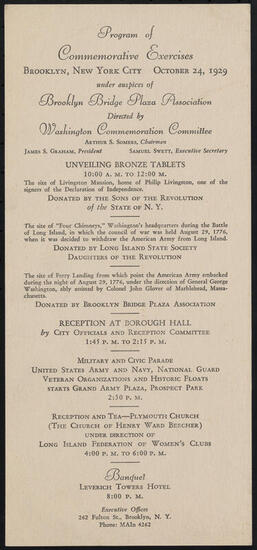 Program of
Commemorative Exercises
Brooklyn, New York City October 24, 1929
under auspices of
Brooklyn Bridge Plaza Association
Directed by
Washington Commemoration Committee
Arthur S. Somers, Chairman
James S. Graham, President Samuel Swett, Executive Secretary
UNVEILING BRONZE TABLETS
10:00 A. M. TO 12:00 M.
The site of Livingston Mansion, home of Philip Livingston, one of the
signers of the Declaration of Independence.
Donated by the Sons of the Revolution
of the State of N. Y.
The site of "Four Chimneys," Washington's headquarters during the Battle
of Long Island, in which the council of war was held August 29, 1776,
when it was decided to withdraw the American Army from Long Island.
Donated by Long Island State Society
Daughters of the Revolution
The site of Ferry Landing from which point the American Army embarked
during the night of August 29, 1776, under the direction of General George
Washington, ably assisted by Colonel John Glover of Marblehead, Massa-
chusetts.
Donated by Brooklyn Bridge Plaza Association
RECEPTION AT BOROUGH HALL
by City Officials and Reception Committee
1:45 P. M. TO 2:15 P. M.
Military and Civic Parade
United States Army and Navy, National Guard
Veteran Organizations and Historic Floats
starts Grand Army Plaza, Prospect Park
2:30 P. M.
Reception and Tea—Plymouth Church
(The Church of Henry Ward Beecher)
under direction of
Long Island Federation of Women's Clubs
4:00 P. M. TO 6:00 P. M.
Banquet
Leverich Towers Hotel
8:00 P. M.
Executive Offices
262 Fulton St., Brooklyn, N. Y.
Phone: MAIn 4262